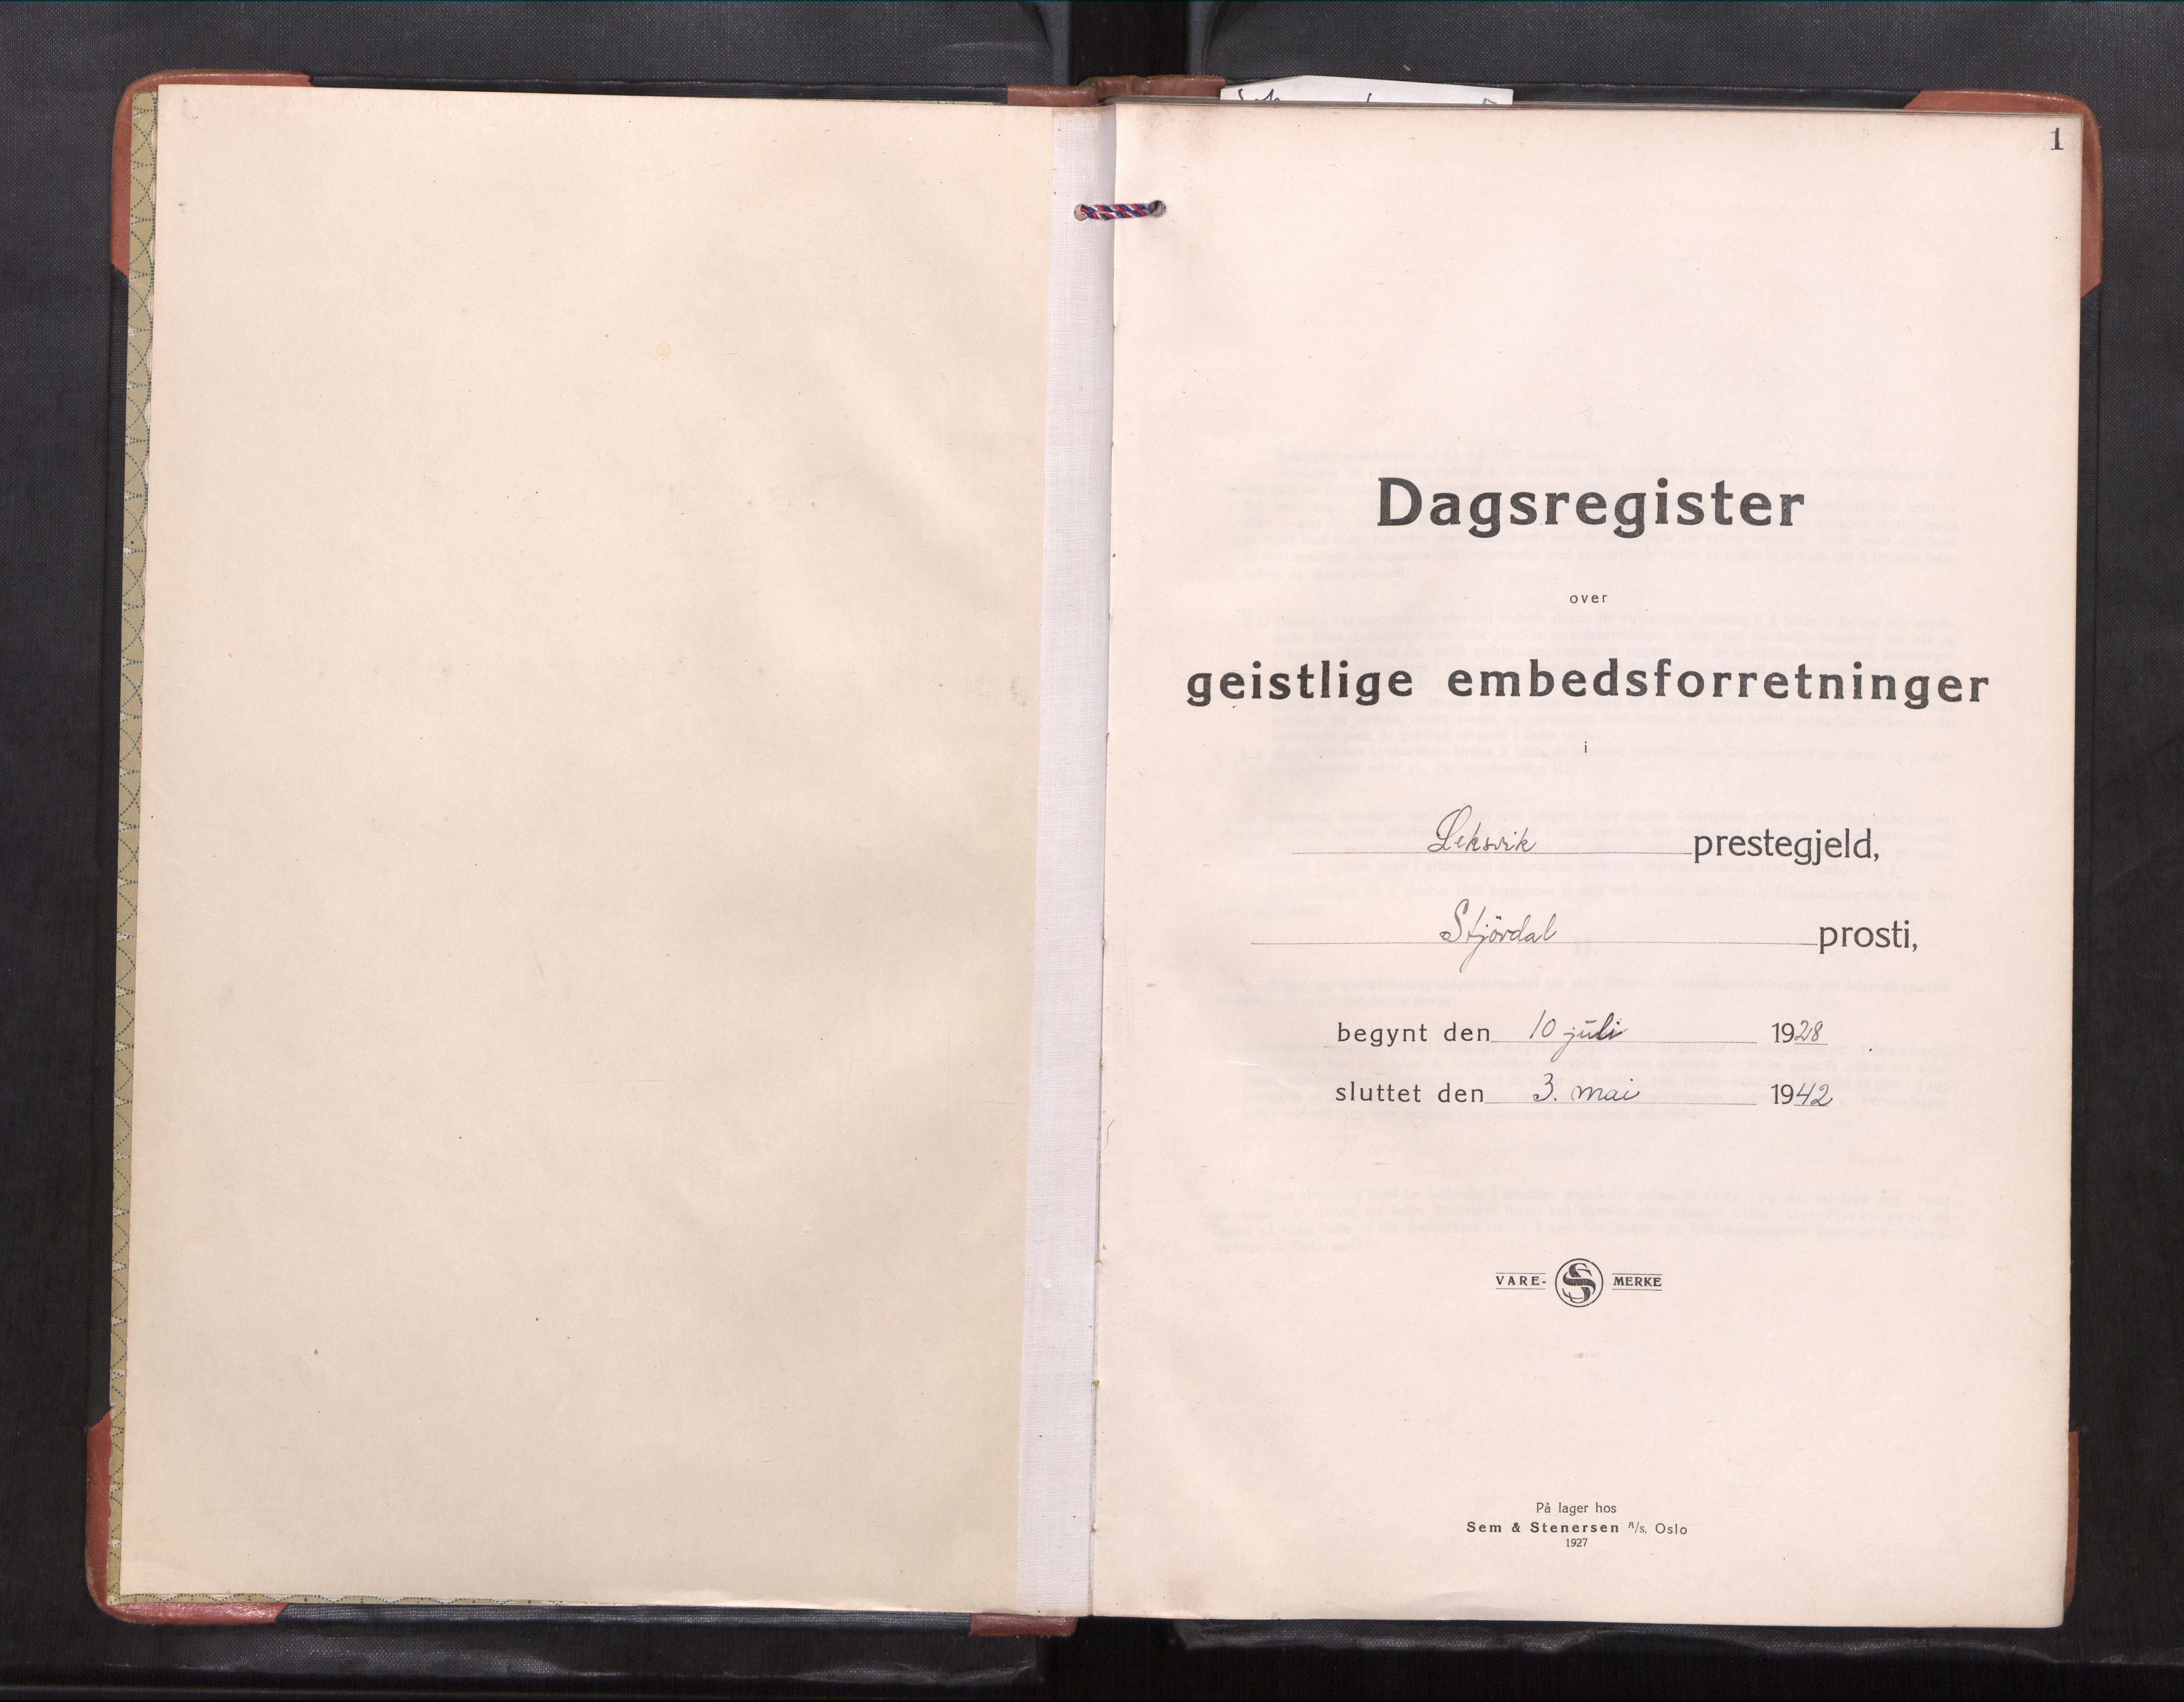 1
Dagsregister
over
geistlige embedsforretninger
i
Leksvik prestegjeld,
Stjördal prosti,
begynt den 10 juli 1928
sluttet den 3. mai 1942
VARE- S MERKE
På lager hos
Sem & Stenersen A/s, Oslo
1927